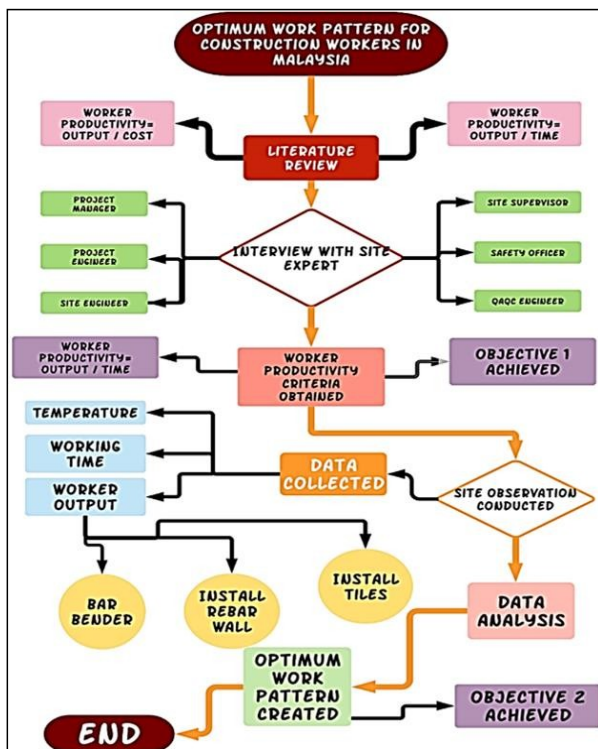 OPTIMUM WORK PATTERN FOR
CONSTRUCTION WORKERS IN
MALAYSIA
WORKER
PRODUCTIVITY=
OUTPUT / COST
WORKER
PRODUCTIVITY=
OUTPUT / TIME
LITERATURE
REVIEW
PROJECT
MANAGER
SITE SUPERVISOR
INTERVIEW WITH SITE
EXPERT
PROJECT
ENGINEER
SAFETY OFFICER
SITE ENGINEER
QAQC ENGINEER
WORKER
PRODUCTIVITY=
OUTPUT / TIME
WORKER
PRODUCTIVITY
CRITERIA
OBTAINED
OBJECTIVE 1
ACHIEVED
TEMPERATURE
WORKING
TIME
WORKER
OUTPUT
DATA
COLLECTED
SITE OBSERVATION
CONDUCTED
BAR
BENDER
INSTALL
REBAR
WALL
INSTALL
TILES
DATA
ANALYSIS
OPTIMUM
WORK
PATTERN
CREATED
OBJECTIVE 2
ACHIEVED
END